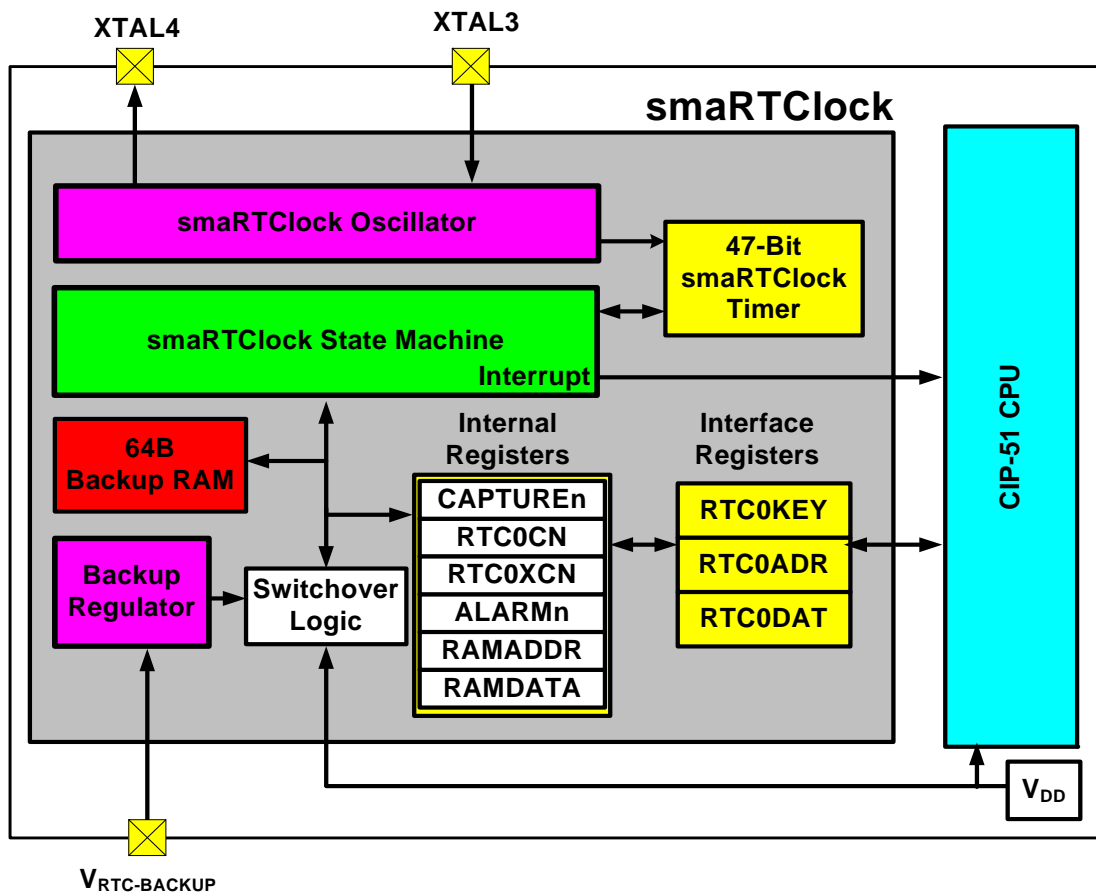 XTAL4
XTAL3
smaRTClock
smaRTClock Oscillator
47-Bit
smaRTClock
Timer
smaRTClock State Machine
Interrupt
CIP-51 CPU
64B
Backup RAM
Internal
Registers
Interface
Registers
CAPTUREn
RTC0CN
RTC0XCN
ALARMn
RAMADDR
RAMDATA
RTC0KEY
RTC0ADR
RTC0DAT
Backup
Regulator
Switchover
Logic
VDD
VRTC-BACKUP